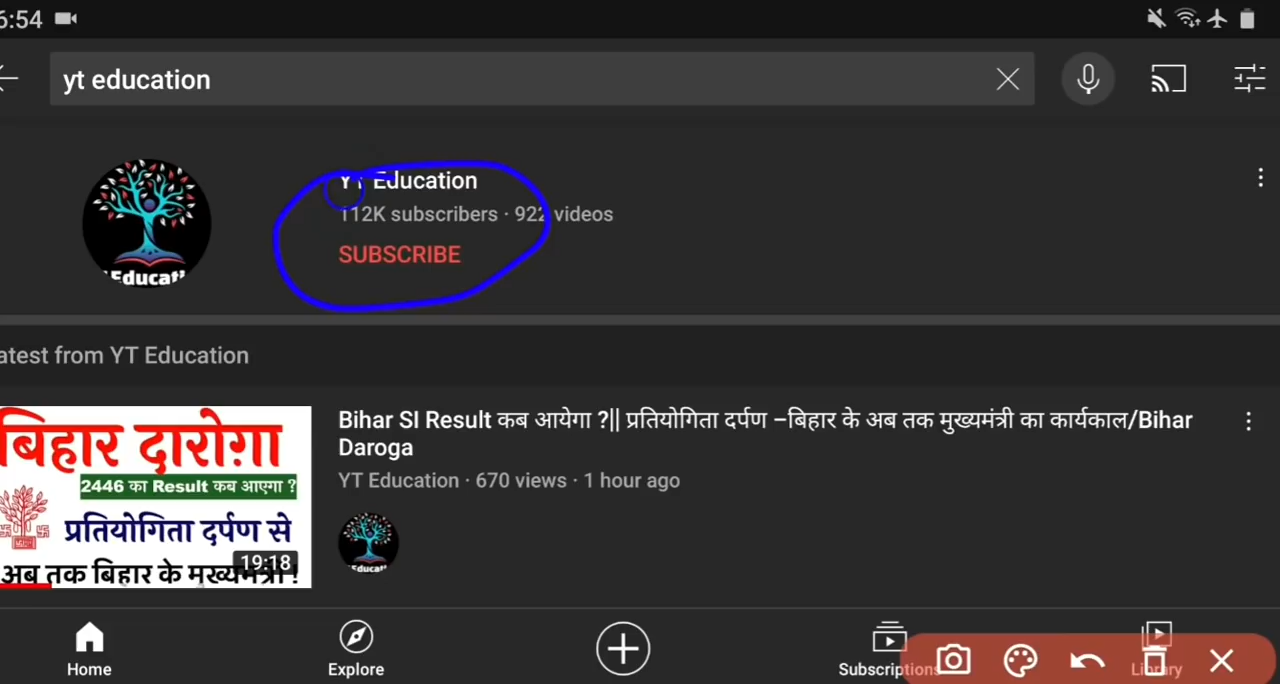 6:54
yt education
YT Education
112K subscribers · 922 videos
SUBSCRIBE
Educati
atest from YT Education
बिहार दारोग़ा
2446 का Result कब आएगा ?
प्रतियोगिता दर्पण से
अब तक बिहार के मुख्यमंत्री !
19:18
Bihar SI Result कब आयेगा ?|| प्रतियोगिता दर्पण –बिहार के अब तक मुख्यमंत्री का कार्यकाल/Bihar
Daroga
YT Education · 670 views · 1 hour ago
Educati
Home
Explore
Subscriptions
Library